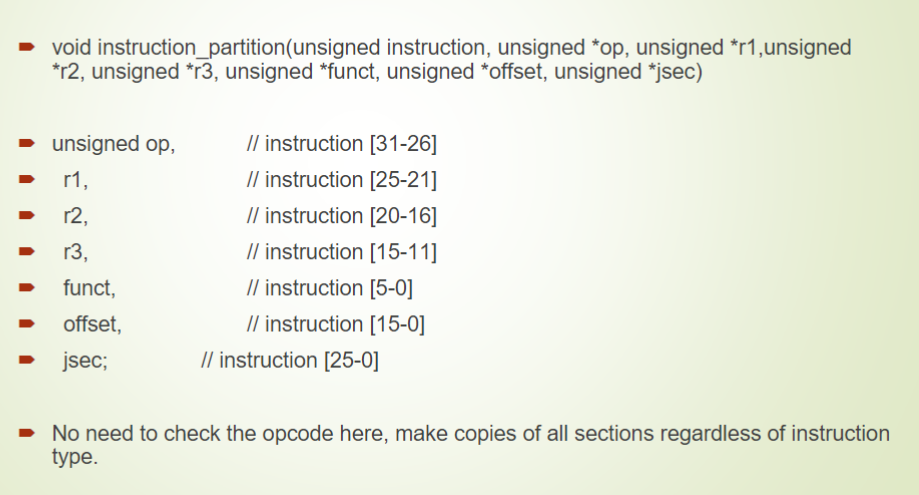 void instruction_partition(unsigned instruction, unsigned *op, unsigned *r1,unsigned
*r2, unsigned *r3, unsigned *funct, unsigned *offset, unsigned *jsec)
unsigned op, // instruction [31-26]
r1, // instruction [25-21]
r2, // instruction [20-16]
r3, // instruction [15-11]
funct, // instruction [5-0]
offset, // instruction [15-0]
jsec; // instruction [25-0]
No need to check the opcode here, make copies of all sections regardless of instruction
type.